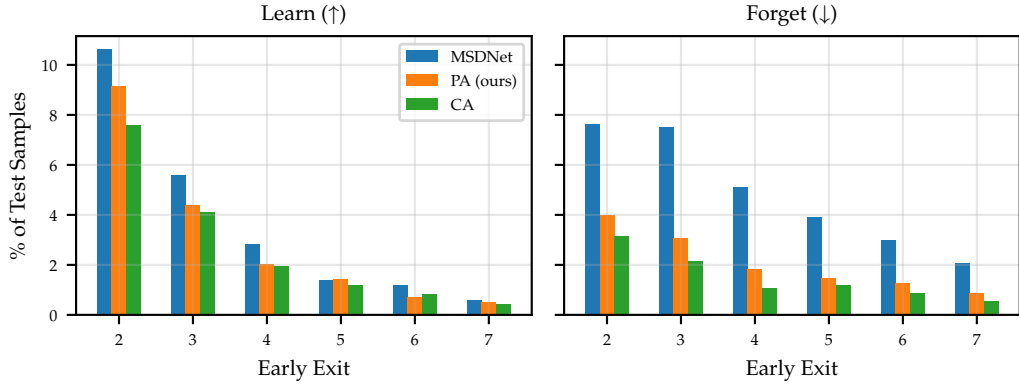 Learn (↑)
Forget (↓)
% of Test Samples
10
8
6
4
2
0
MSDNet
PA (ours)
CA
2 3 4 5 6 7
2 3 4 5 6 7
Early Exit
Early Exit